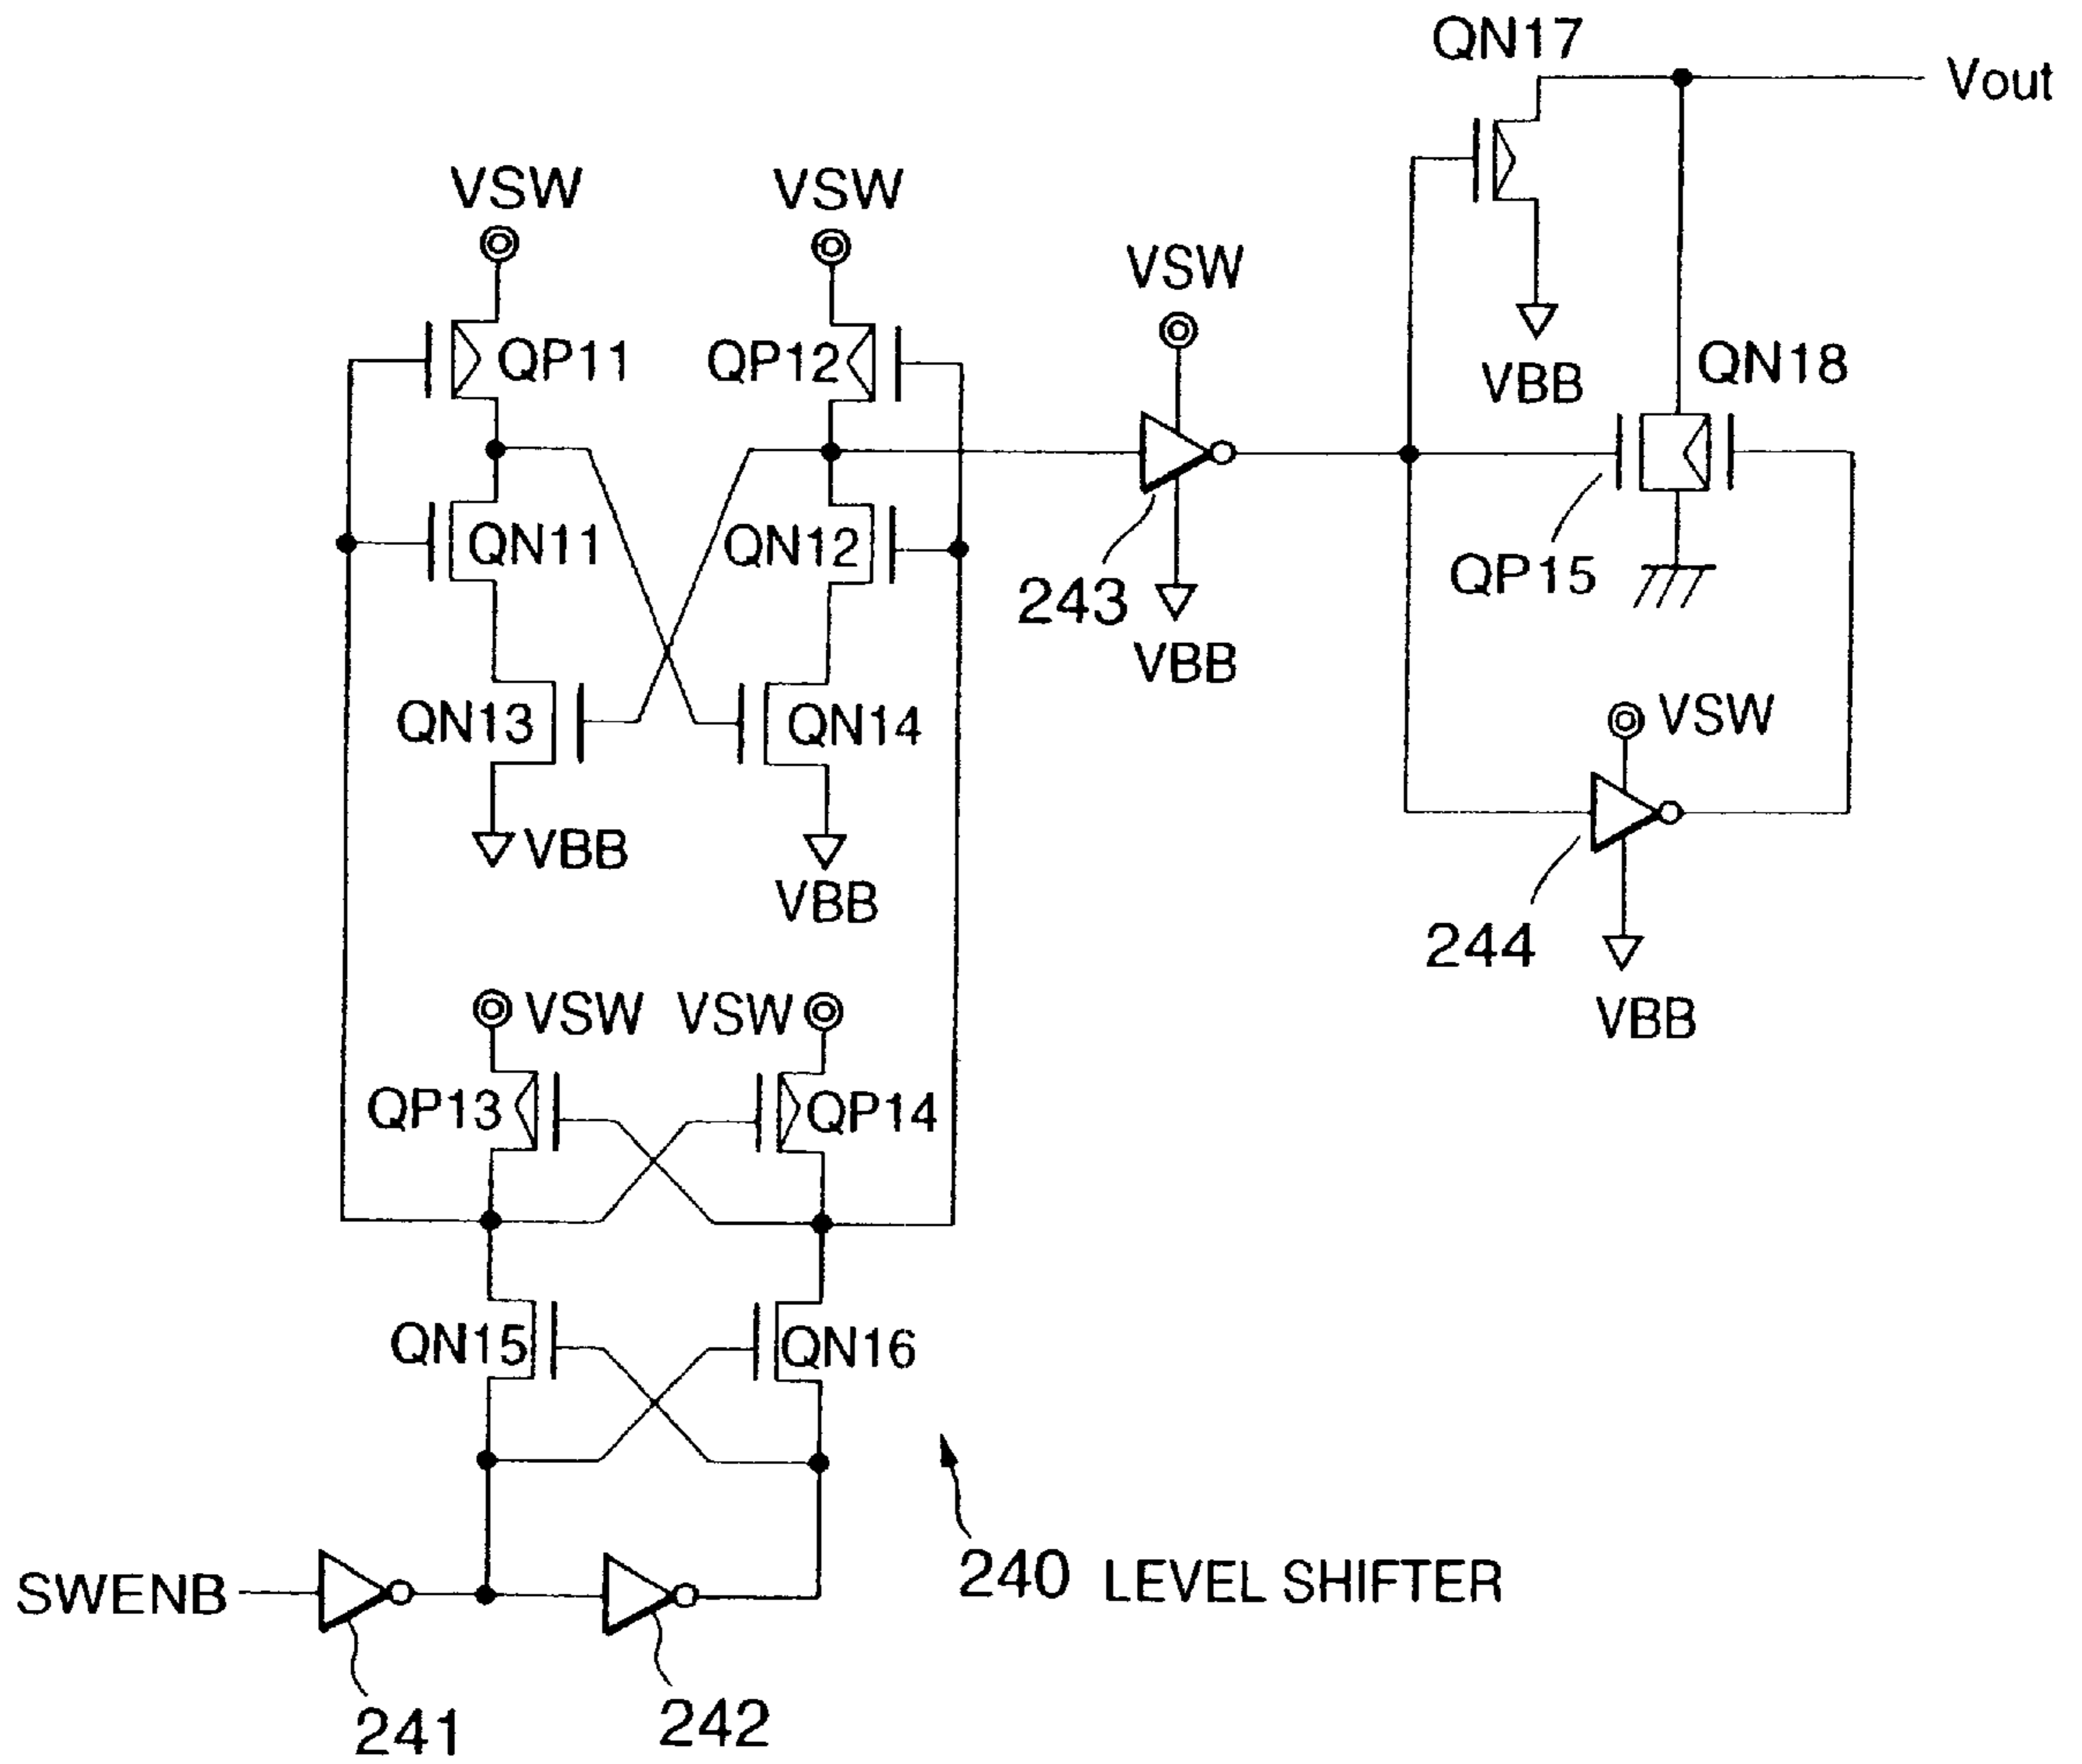 QN17
Vout
VSW
VSW
VSW
QP11
QP12
QN18
VBB
QN11
QN12
QP15
243
VBB
QN13
QN14
VSW
VBB
VBB
244
VBB
VSW
VSW
QP13
QP14
QN15
QN16
240 LEVEL SHIFTER
SWENB
241
242